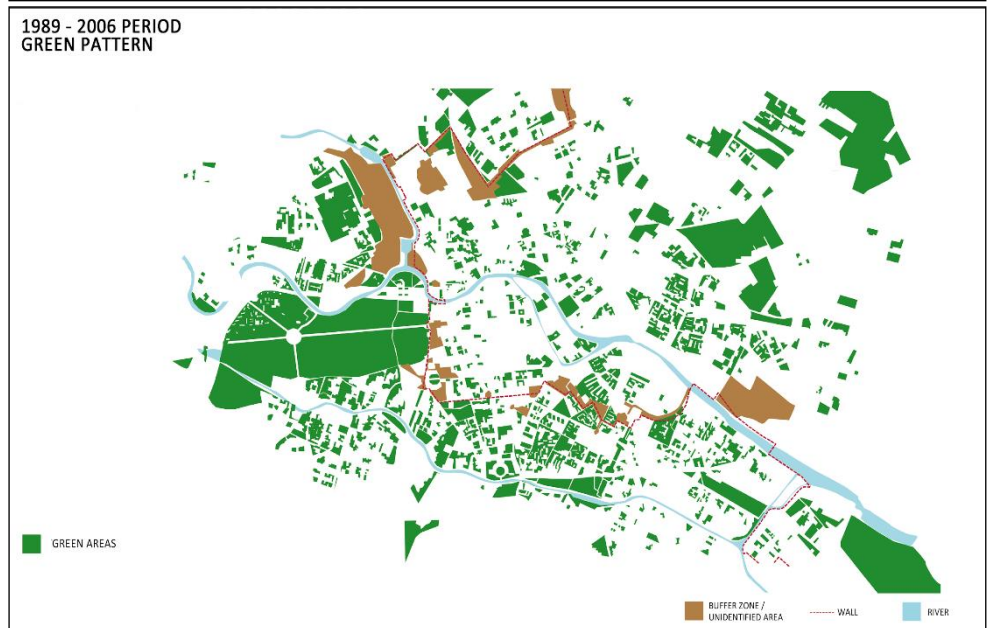 1989 - 2006 PERIOD
GREEN PATTERN
GREEN AREAS
BUFFER ZONE /
UNIDENTIFIED AREA
WALL
RIVER